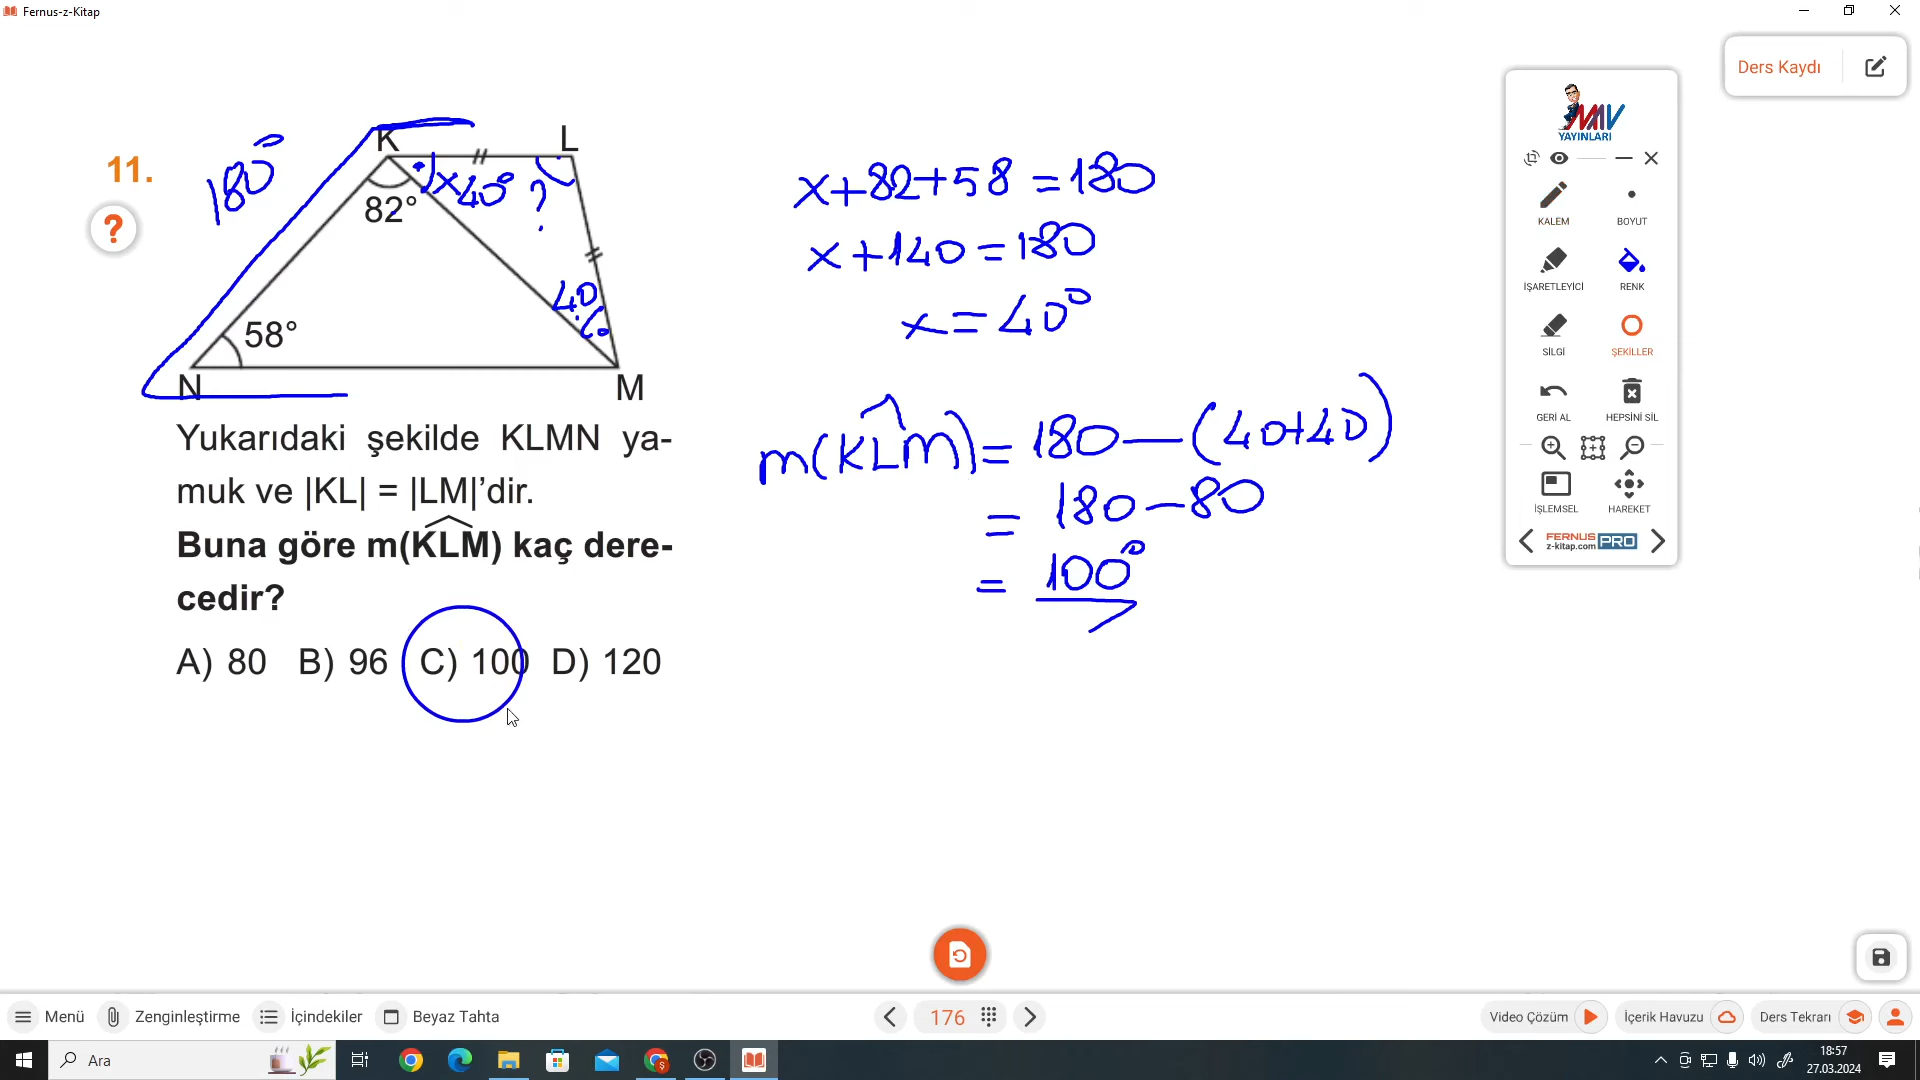 Fernus-z-Kitap
Ders Kaydı
MAV
YAYINLARI
KALEM
BOYUT
İŞARETLEYİCİ
RENK
SİLGİ
ŞEKİLLER
GERİ AL
HEPSİNİ SİL
İŞLEMSEL
HAREKET
FERNUS
z-kitap.com PRO
11.
?
K
L
82°
58°
N
M
180°
x 40°
?
40
Yukarıdaki şekilde KLMN ya-
muk ve |KL| = |LM|’dir.
Buna göre m(KLM) kaç dere-
cedir?
A) 80 B) 96 C) 100 D) 120
x+82+58=180
x+140=180
x=40°
m(KLM)=180-(40+40)
= 180-80
= 100°
Menü
Zenginleştirme
İçindekiler
Beyaz Tahta
176
Video Çözüm
İçerik Havuzu
Ders Tekrarı
Ara
18:57
27.03.2024